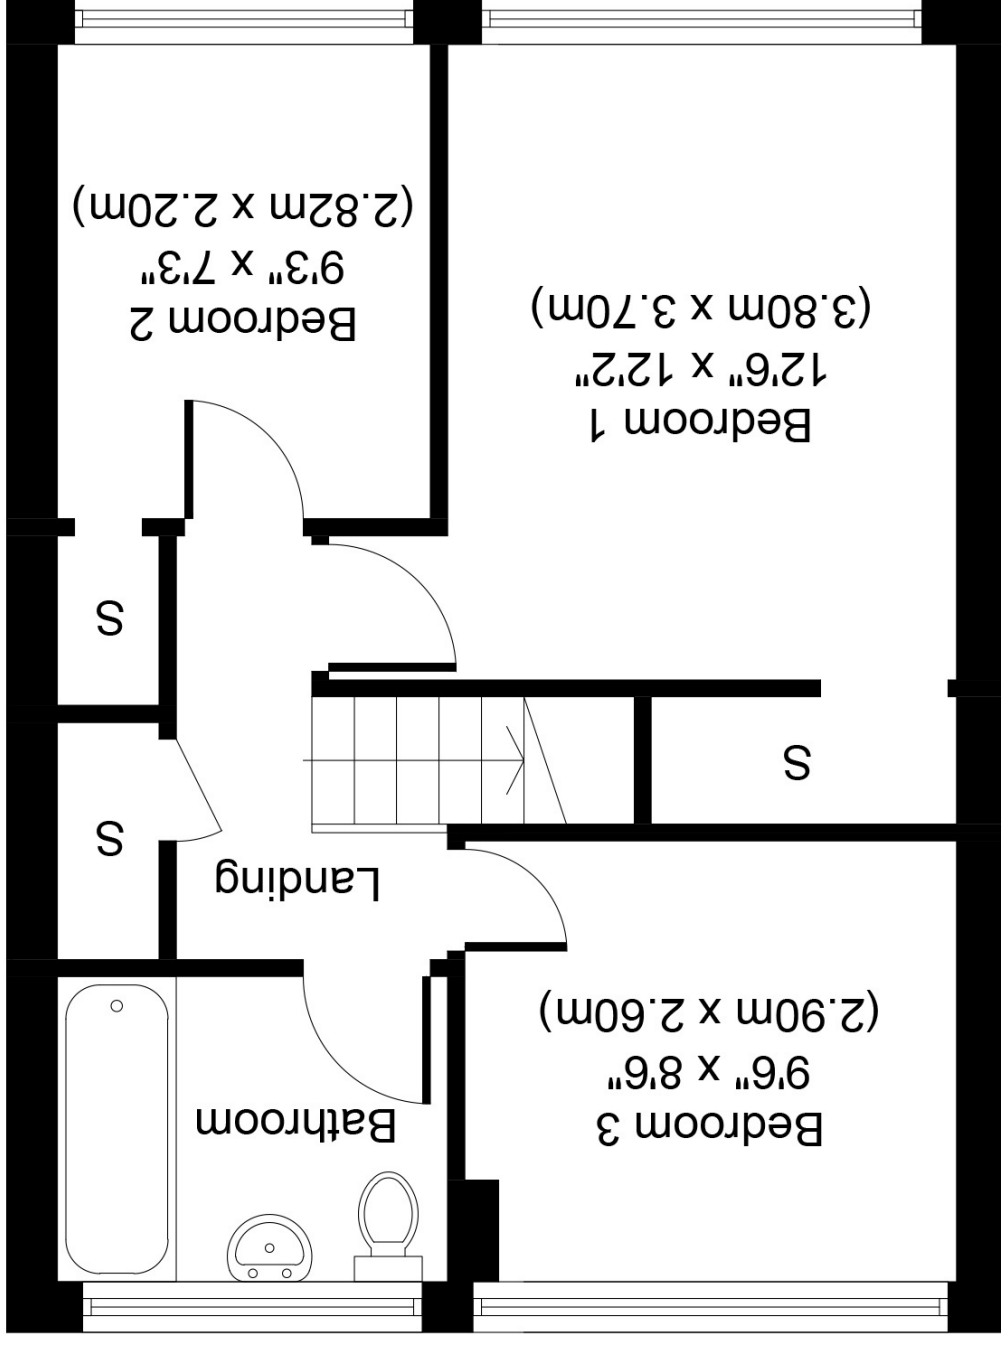 Bedroom 3
9'6" x 8'6"
(2.90m x 2.60m)
Bathroom
Landing
S
S
S
Bedroom 1
12'6" x 12'2"
(3.80m x 3.70m)
Bedroom 2
9'3" x 7'3"
(2.82m x 2.20m)